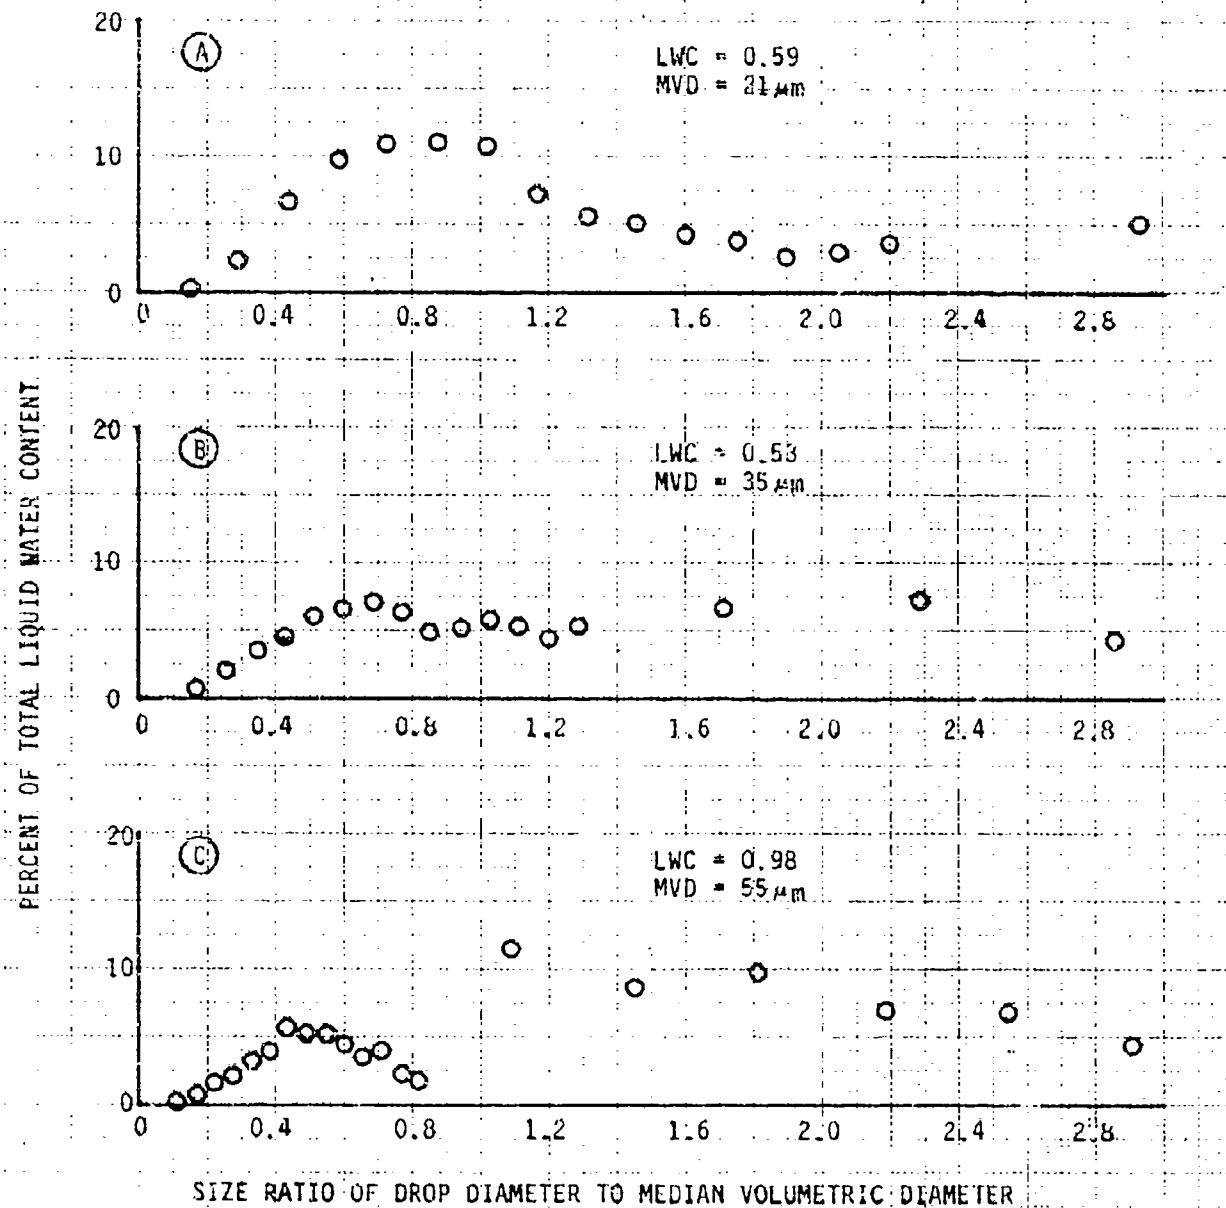 PERCENT OF TOTAL LIQUID WATER CONTENT
20
A
LWC = 0.59
MVD = 21 μm
10
0
0 0.4 0.8 1.2 1.6 2.0 2.4 2.8
20
B
LWC = 0.53
MVD = 35 μm
10
0
0 0.4 0.8 1.2 1.6 2.0 2.4 2.8
20
C
LWC = 0.98
MVD = 55 μm
10
0
0 0.4 0.8 1.2 1.6 2.0 2.4 2.8
SIZE RATIO OF DROP DIAMETER TO MEDIAN VOLUMETRIC DIAMETER